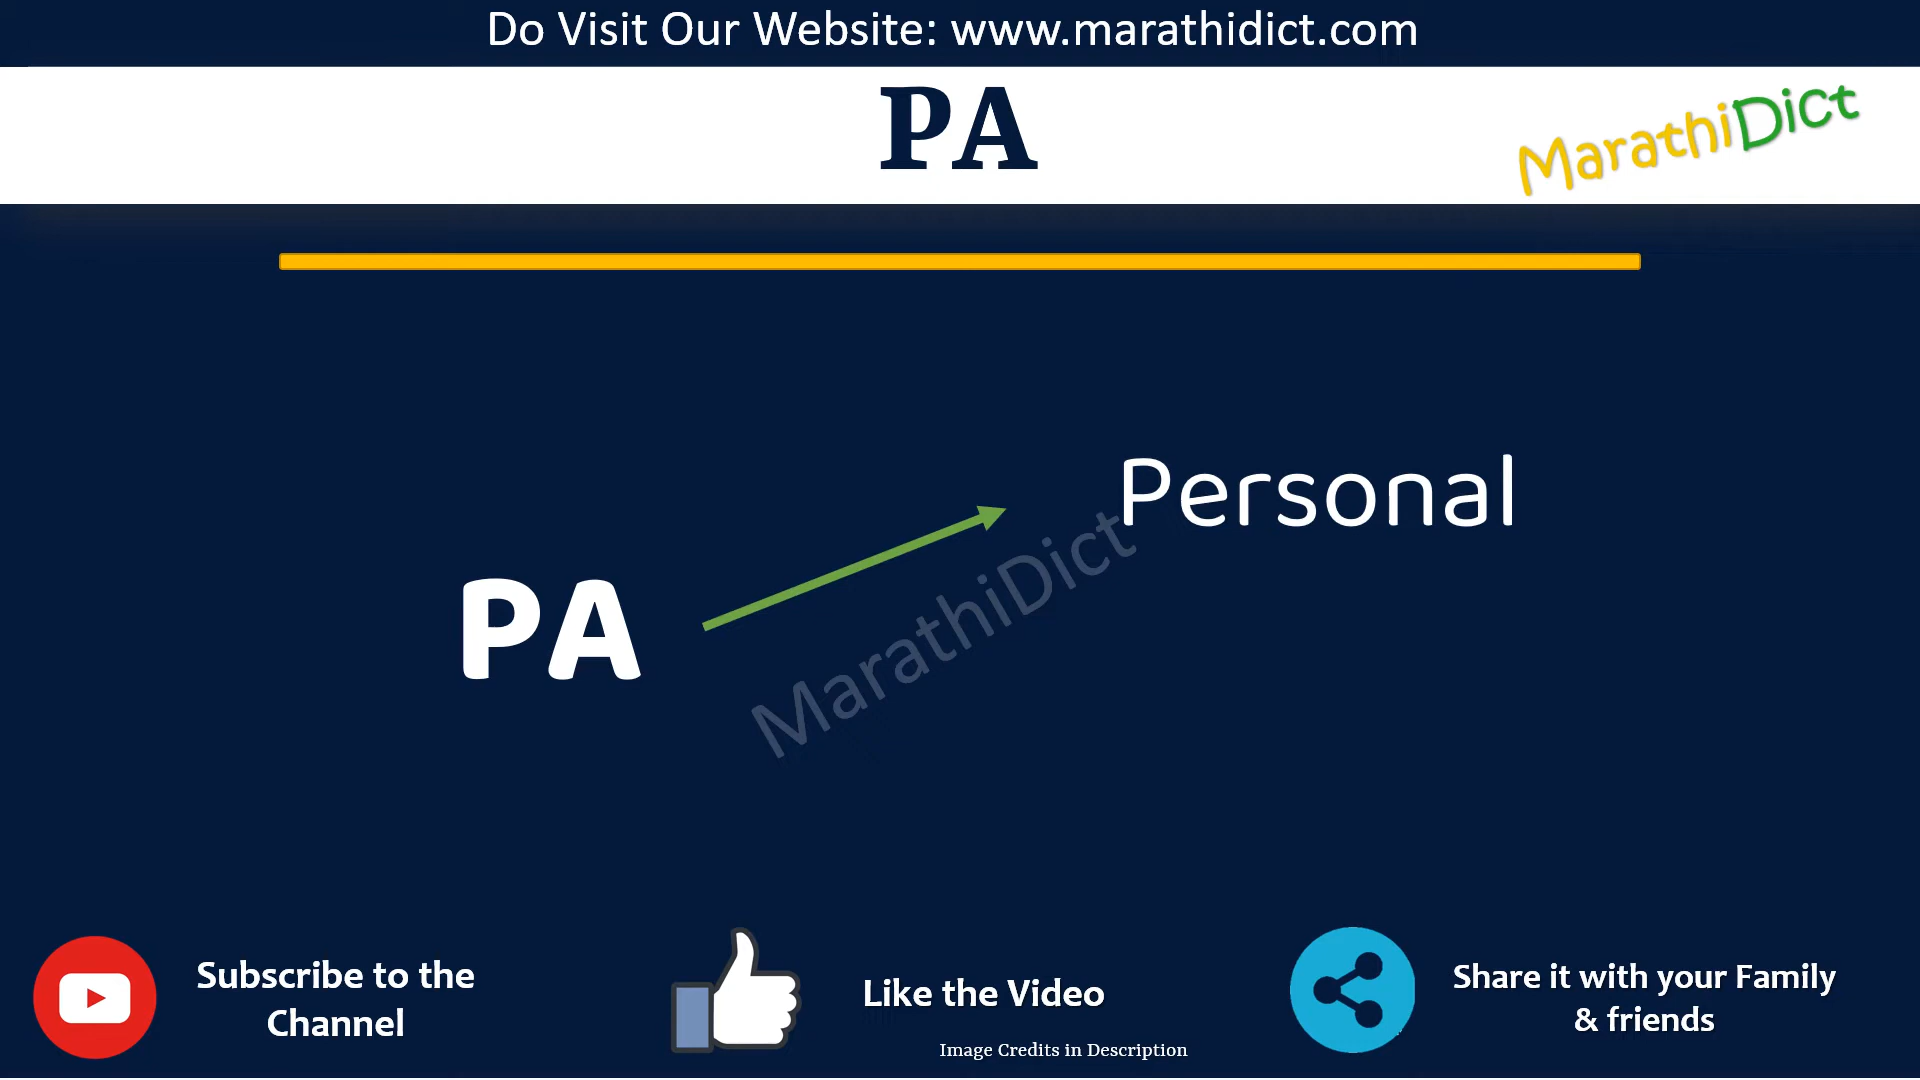 Do Visit Our Website: www.marathidict.com
PA
MarathiDict
Personal
PA
MarathiDict
Subscribe to the
Channel
Like the Video
Share it with your Family
& friends
Image Credits in Description